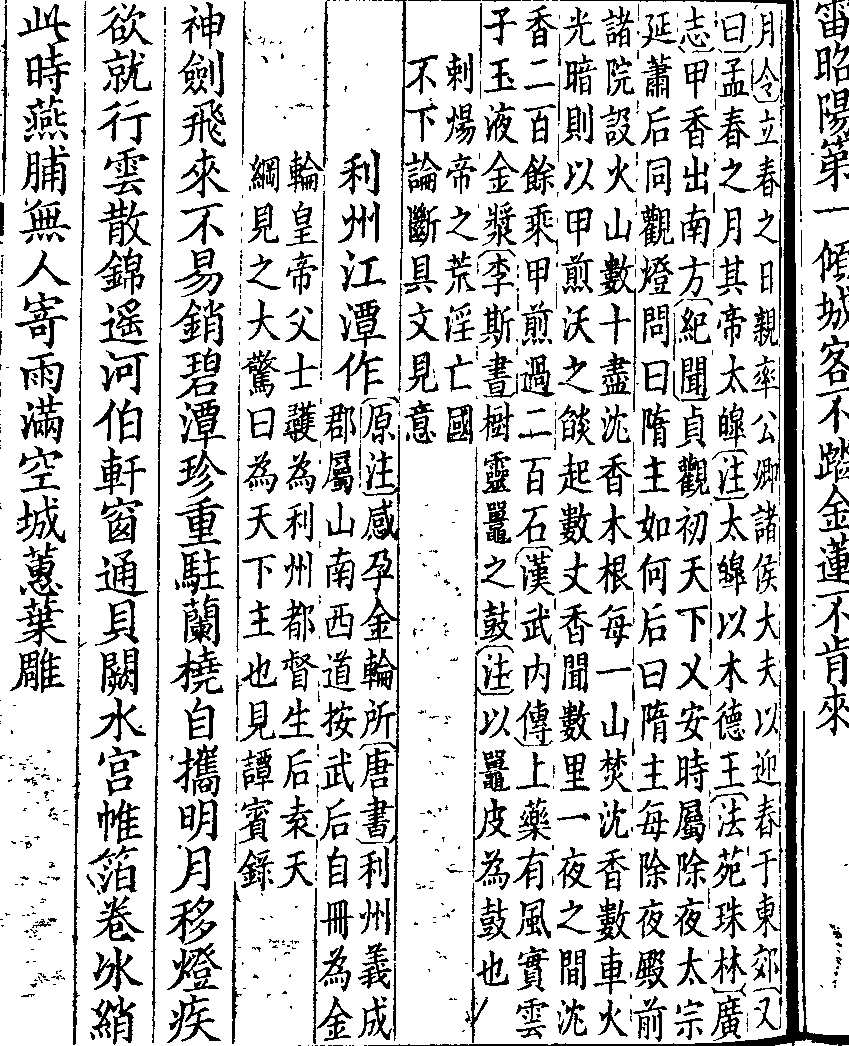 雷昭陽第一傾城客不踏金蓮不肯來
月令立春之日親率公卿諸侯大夫以迎春于東郊又
曰孟春之月其帝太皥注太皥以木德王法苑珠林廣
志甲香出南方紀聞貞觀初天下乂安時屬除夜太宗
延蕭后同觀燈問曰隋主如何后曰隋主每除夜殿前
諸院設火山數十盡沈香木根每一山焚沈香數車火
光暗則以甲煎沃之餤起數丈香聞數里一夜之間沈
香二百餘乘甲煎過二百石漢武内傳上藥有風實雲
子玉液金漿李斯書樹靈鼉之鼓注以鼉皮為鼓也
刺煬帝之荒淫亡國
不下論斷具文見意
利州江潭作原注感孕金輪所唐書利州義成
郡屬山南西道按武后自冊為金
輪皇帝父士彠為利州都督生后袁天
綱見之大驚曰為天下主也見譚賓錄
神劍飛來不易銷碧潭珍重駐蘭橈自攜明月移燈疾
欲就行雲散錦遙河伯軒窗通貝闕水宫帷箔卷冰綃
此時燕脯無人寄雨滿空城蕙葉雕